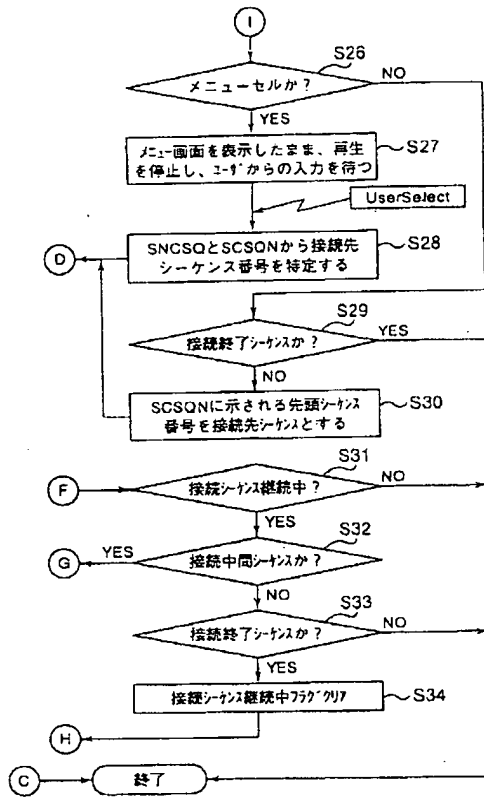 I
S26
メニューセルか?
NO
YES
メニュー画面を表示したまま、再生
を停止し、ユーザからの入力を待つ
S27
UserSelect
SNCSQとSCSQNから接続先
シーケンス番号を特定する
S28
D
S29
接続終了シーケンスか?
YES
NO
SCSQNに示される先頭シーケンス
番号を接続先シーケンスとする
S30
S31
F
接続シーケンス継続中?
NO
YES
S32
YES
接続中間シーケンスか?
G
NO
S33
接続終了シーケンスか?
NO
YES
接続シーケンス継続中フラグクリア
S34
H
C
終了